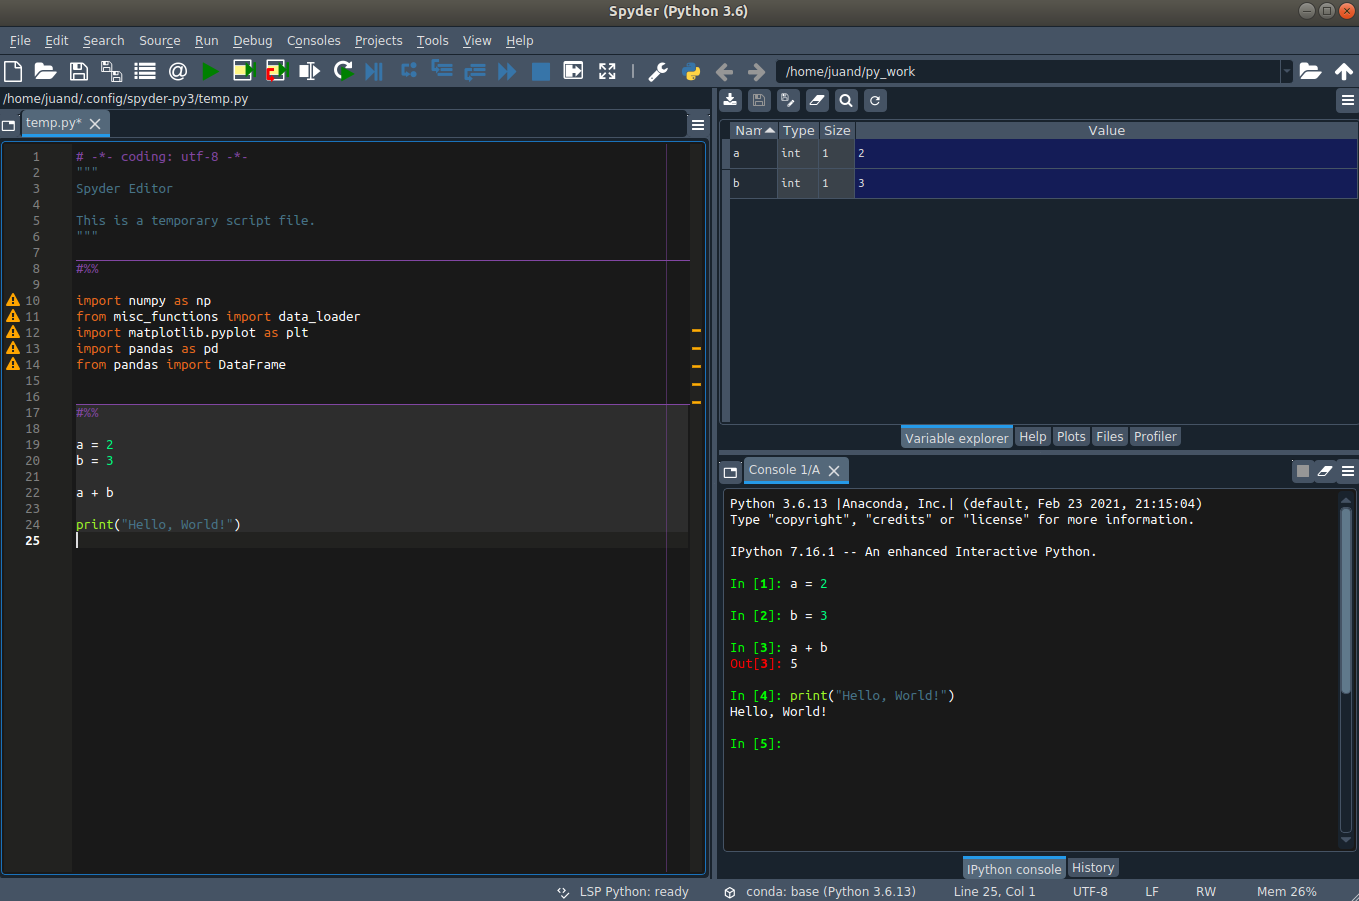 Spyder (Python 3.6)
File Edit Search Source Run Debug Consoles Projects Tools View Help
/home/juand/py_work
/home/juand/.config/spyder-py3/temp.py
temp.py*
1 # -*- coding: utf-8 -*-
2 """
3 Spyder Editor
4
5 This is a temporary script file.
6 """
7
8 #%%
9
10 import numpy as np
11 from misc_functions import data_loader
12 import matplotlib.pyplot as plt
13 import pandas as pd
14 from pandas import DataFrame
15
16
17 #%%
18
19 a = 2
20 b = 3
21
22 a + b
23
24 print("Hello, World!")
25
Nam Type Size Value
a int 1 2
b int 1 3
Variable explorer Help Plots Files Profiler
Console 1/A
Python 3.6.13 |Anaconda, Inc.| (default, Feb 23 2021, 21:15:04)
Type "copyright", "credits" or "license" for more information.
IPython 7.16.1 -- An enhanced Interactive Python.
In [1]: a = 2
In [2]: b = 3
In [3]: a + b
Out[3]: 5
In [4]: print("Hello, World!")
Hello, World!
In [5]:
IPython console History
LSP Python: ready conda: base (Python 3.6.13) Line 25, Col 1 UTF-8 LF RW Mem 26%